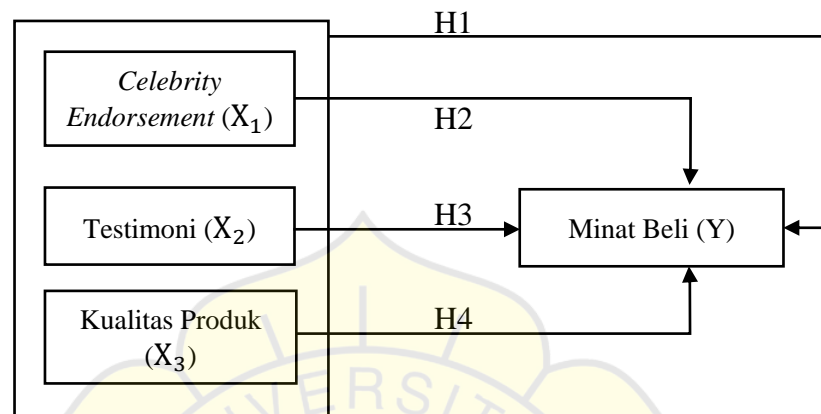 H1
Celebrity
Endorsement (X₁)
H2
Testimoni (X₂)
H3
Minat Beli (Y)
Kualitas Produk
(X₃)
H4